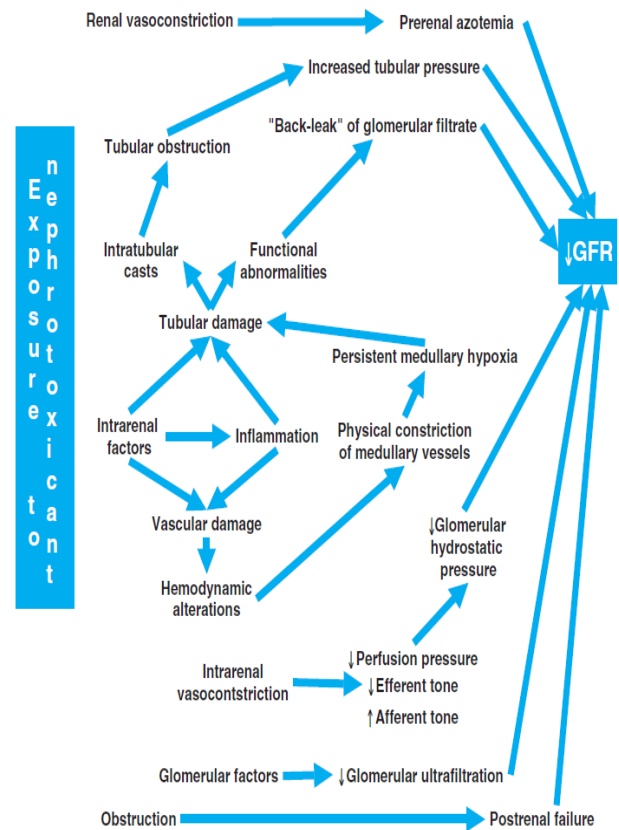 Renal vasoconstriction
Prerenal azotemia
Increased tubular pressure
"Back-leak" of glomerular filtrate
Tubular obstruction
Exposure to
nephrotoxicant
↓GFR
Intratubular
casts
Functional
abnormalities
Tubular damage
Persistent medullary hypoxia
Intrarenal
factors
Inflammation
Physical constriction
of medullary vessels
Vascular damage
↓Glomerular
hydrostatic
pressure
Hemodynamic
alterations
Intrarenal
vasocontstriction
↓Perfusion pressure
↓Efferent tone
↑Afferent tone
Glomerular factors
↓Glomerular ultrafiltration
Obstruction
Postrenal failure